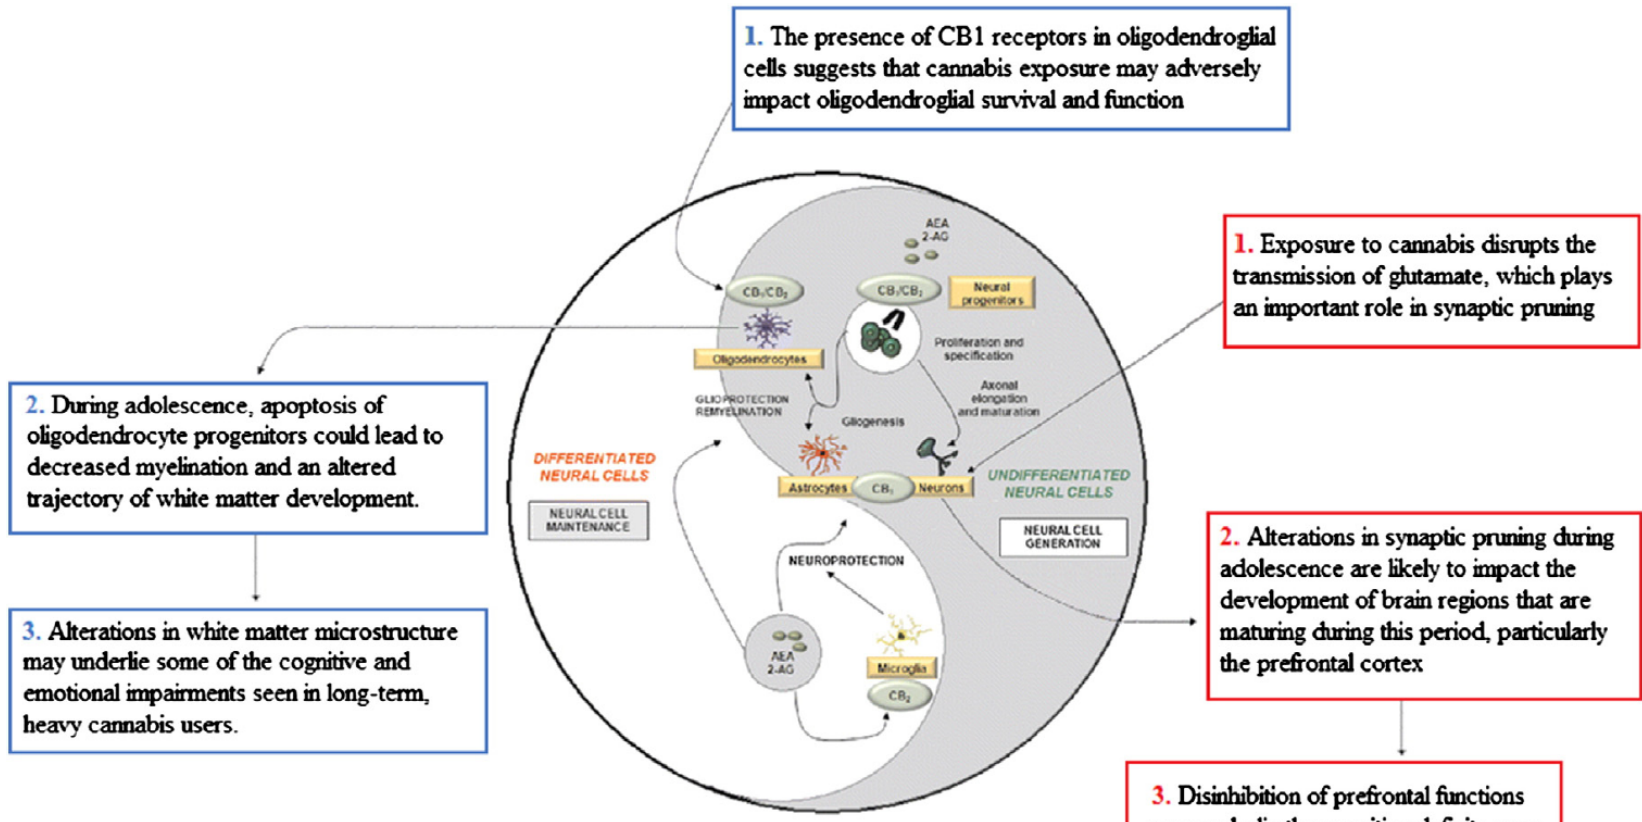 1. The presence of CB1 receptors in oligodendroglial
cells suggests that cannabis exposure may adversely
impact oligodendroglial survival and function
AEA
2-AG
1. Exposure to cannabis disrupts the
transmission of glutamate, which plays
an important role in synaptic pruning
CB₁/CB₂
CB₁/CB₂
Neural
progenitors
Oligodendrocytes
Proliferation and
specification
2. During adolescence, apoptosis of
oligodendrocyte progenitors could lead to
decreased myelination and an altered
trajectory of white matter development.
GLIOPROTECTION
REMYELINATION
Axonal
elongation
and maturation
Gliogenesis
DIFFERENTIATED
NEURAL CELLS
Astrocytes
CB₁
Neurons
UNDIFFERENTIATED
NEURAL CELLS
NEURAL CELL
MAINTENANCE
NEURAL CELL
GENERATION
2. Alterations in synaptic pruning during
adolescence are likely to impact the
development of brain regions that are
maturing during this period, particularly
the prefrontal cortex
NEUROPROTECTION
3. Alterations in white matter microstructure
may underlie some of the cognitive and
emotional impairments seen in long-term,
heavy cannabis users.
AEA
2-AG
Microglia
CB₂
3. Disinhibition of prefrontal functions